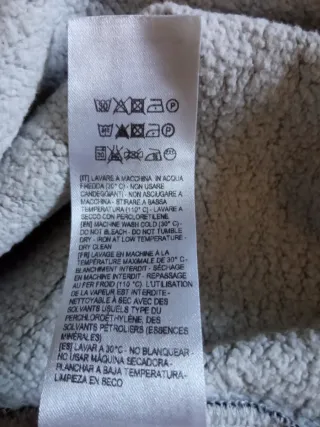 [IT] LAVARE A MACCHINA IN ACQUA
FREDDA (30° C) - NON USARE
CANDEGGIANTI - NON ASCIUGARE A
MACCHINA - STIRARE A BASSA
TEMPERATURA (110° C) - LAVARE A
SECCO CON PERCLORETILENE
[EN] MACHINE WASH COLD (30° C) -
DO NOT BLEACH - DO NOT TUMBLE
DRY - IRON AT LOW TEMPERATURE -
DRY CLEAN
[FR] LAVAGE EN MACHINE À LA
TEMPÉRATURE MAXIMALE DE 30° C -
BLANCHIMENT INTERDIT - SÉCHAGE
EN MACHINE INTERDIT - REPASSAGE
AU FER FROID (110° C). L'UTILISATION
DE LA VAPEUR EST INTERDITE -
NETTOYABLE À SEC AVEC DES
SOLVANTS USUELS TYPE DU
PERCHLORÉTHYLÈNE, DES
SOLVANTS PÉTROLIERS (ESSENCES
MINÉRALES)
[ES] LAVAR A 30°C - NO BLANQUEAR -
NO USAR MÁQUINA SECADORA -
PLANCHAR A BAJA TEMPERATURA -
LIMPIEZA EN SECO